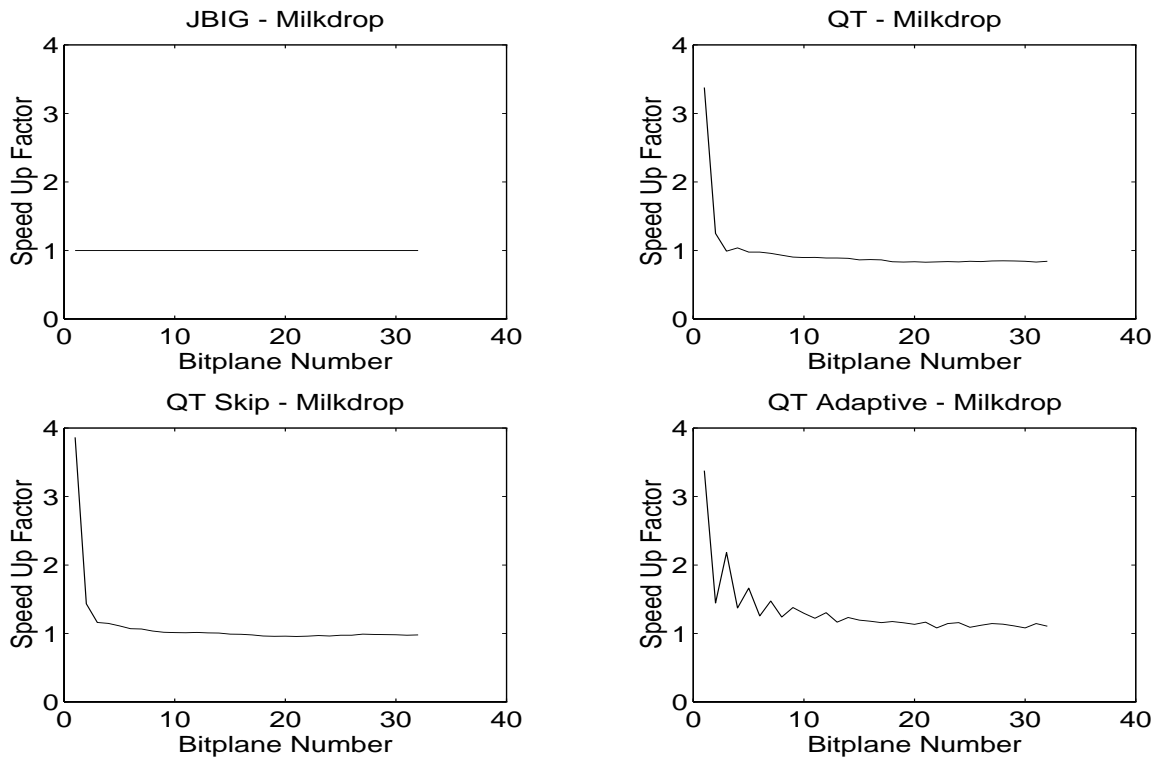 JBIG - Milkdrop
4
3
2
1
0
Speed Up Factor
0 10 20 30 40
Bitplane Number
QT - Milkdrop
4
3
2
1
0
Speed Up Factor
0 10 20 30 40
Bitplane Number
QT Skip - Milkdrop
4
3
2
1
0
Speed Up Factor
0 10 20 30 40
Bitplane Number
QT Adaptive - Milkdrop
4
3
2
1
0
Speed Up Factor
0 10 20 30 40
Bitplane Number